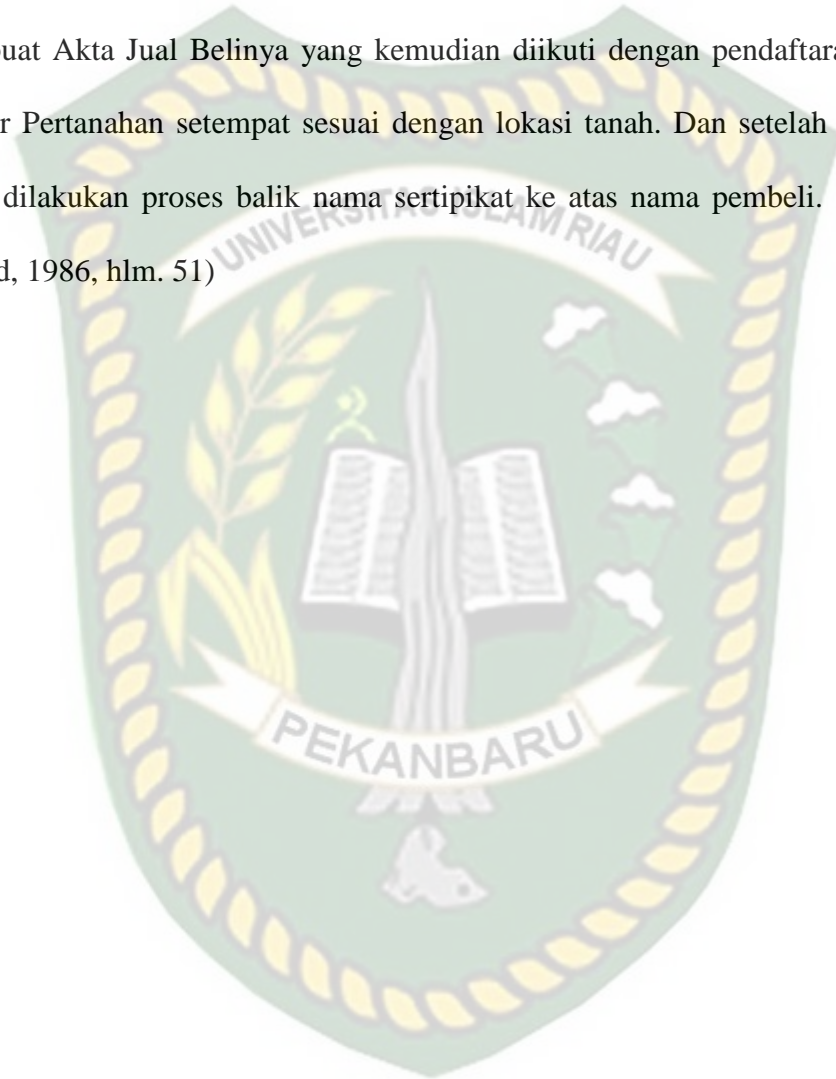 buat Akta Jual Belinya yang kemudian diikuti dengan pendaftara
r Pertanahan setempat sesuai dengan lokasi tanah. Dan setelah
dilakukan proses balik nama sertipikat ke atas nama pembeli.
d, 1986, hlm. 51)
UNIVERSITAS ISLAM RIAU
PEKANBARU